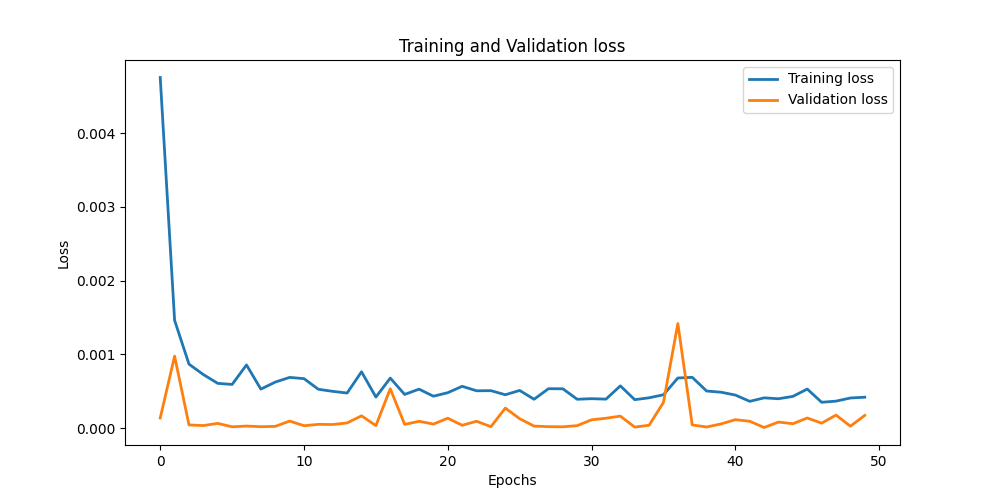 Training and Validation loss
Training loss
Validation loss
0.004
0.003
0.002
0.001
0.000
Loss
0 10 20 30 40 50
Epochs